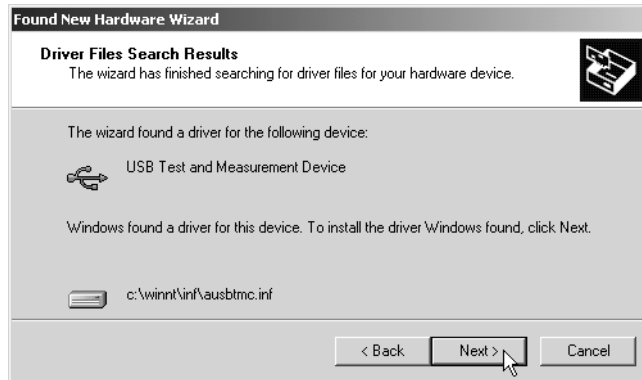 Found New Hardware Wizard
Driver Files Search Results
The wizard has finished searching for driver files for your hardware device.
The wizard found a driver for the following device:
USB Test and Measurement Device
Windows found a driver for this device. To install the driver Windows found, click Next.
c:\winnt\inf\ausbtmc.inf
< Back
Next >
Cancel